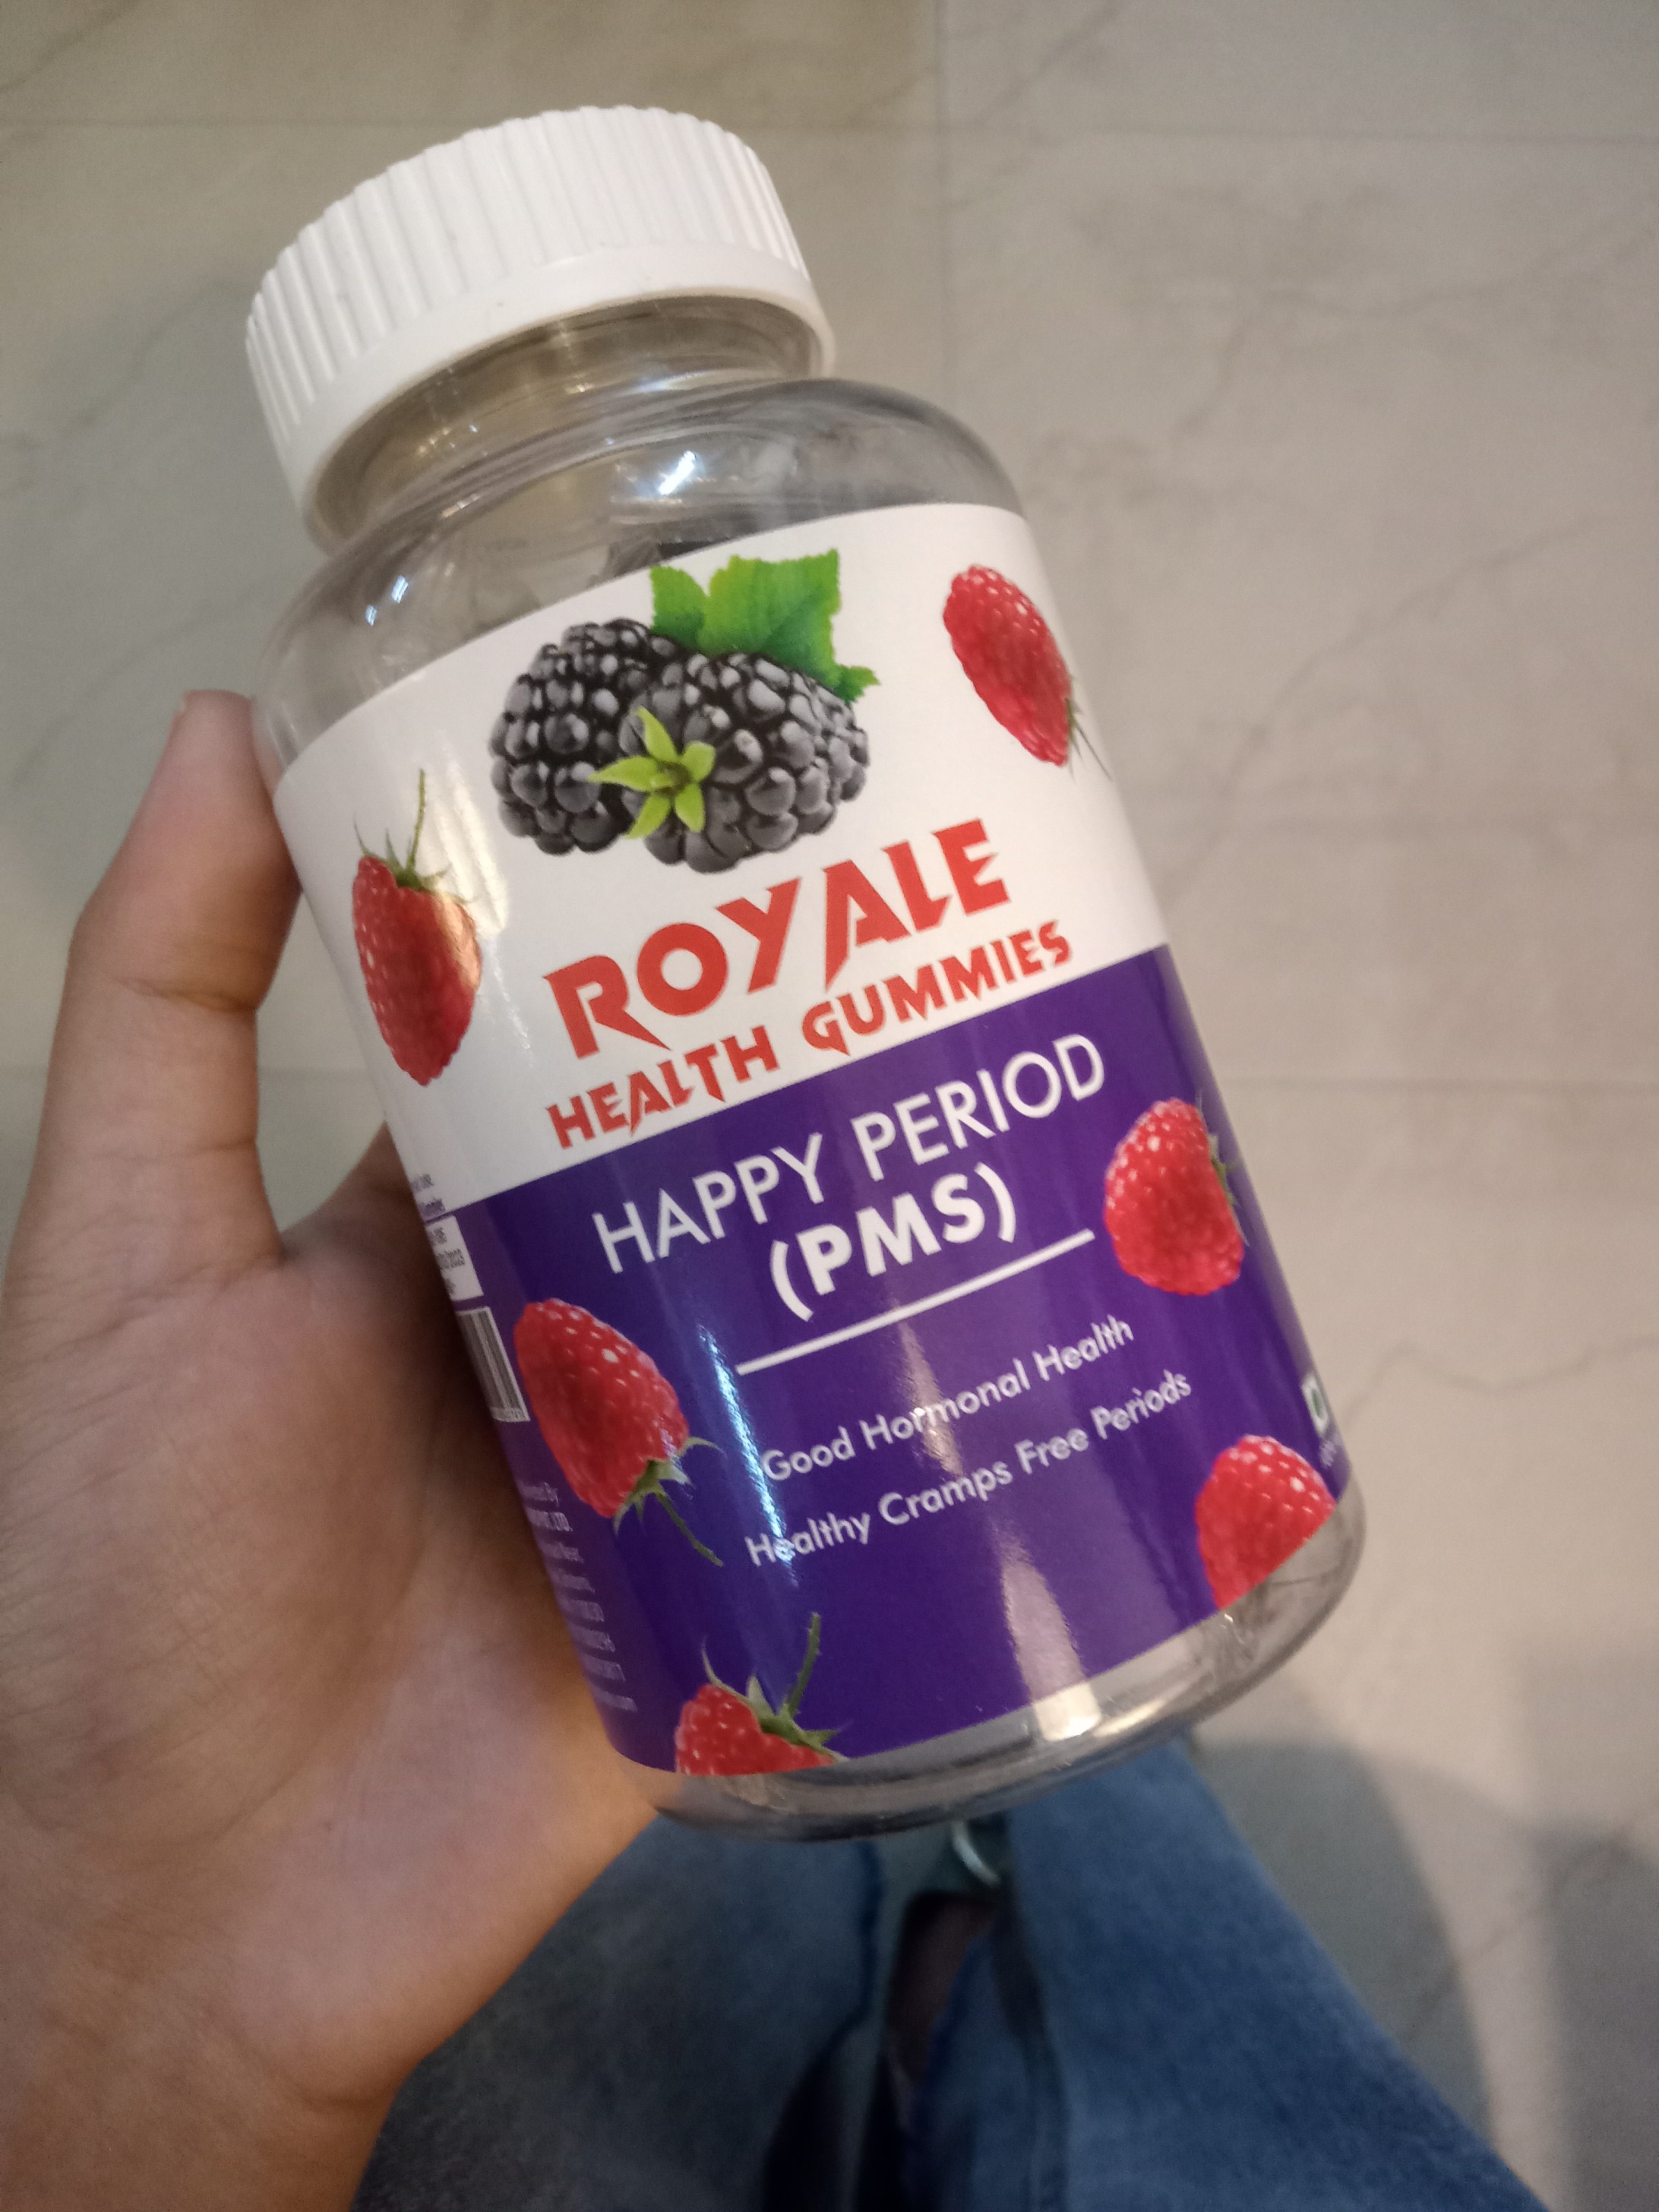 ROYALE
HEALTH GUMMIES
HAPPY PERIOD
(PMS)
Good Hormonal Health
Healthy Cramps Free Periods